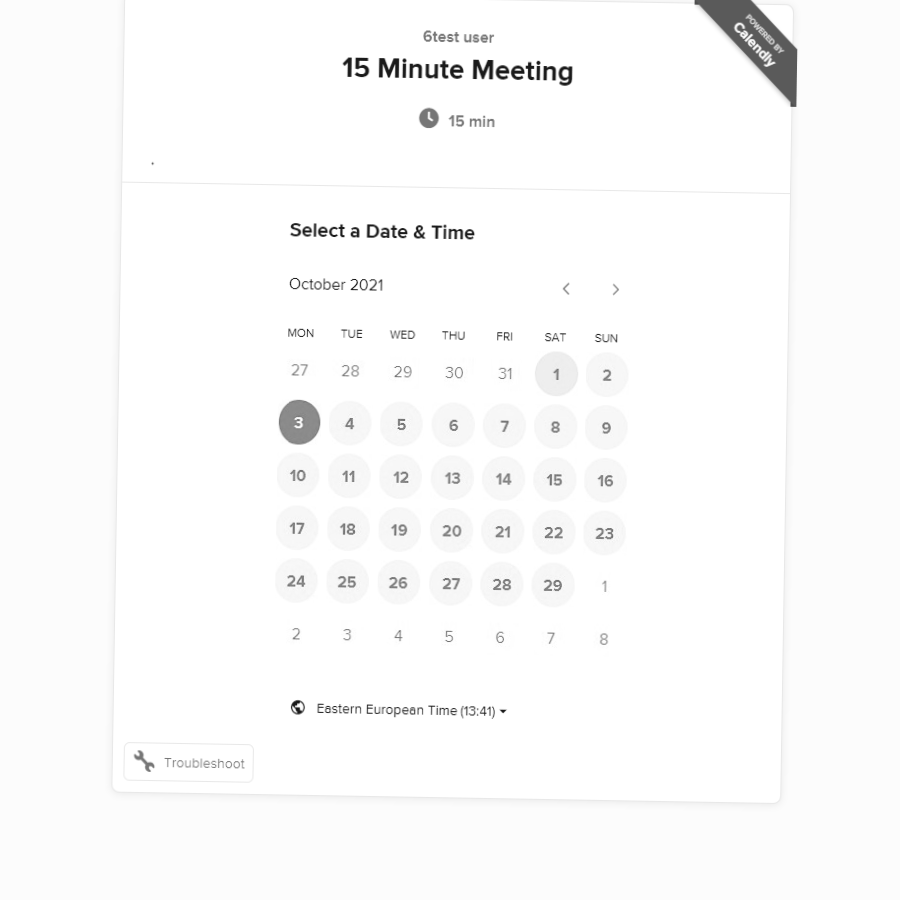 6test user
15 Minute Meeting
15 min
POWERED BY
Calendly
.
Select a Date & Time
October 2021
MON TUE WED THU FRI SAT SUN
27 28 29 30 31 1 2
3 4 5 6 7 8 9
10 11 12 13 14 15 16
17 18 19 20 21 22 23
24 25 26 27 28 29 1
2 3 4 5 6 7 8
Eastern European Time (13:41)
Troubleshoot